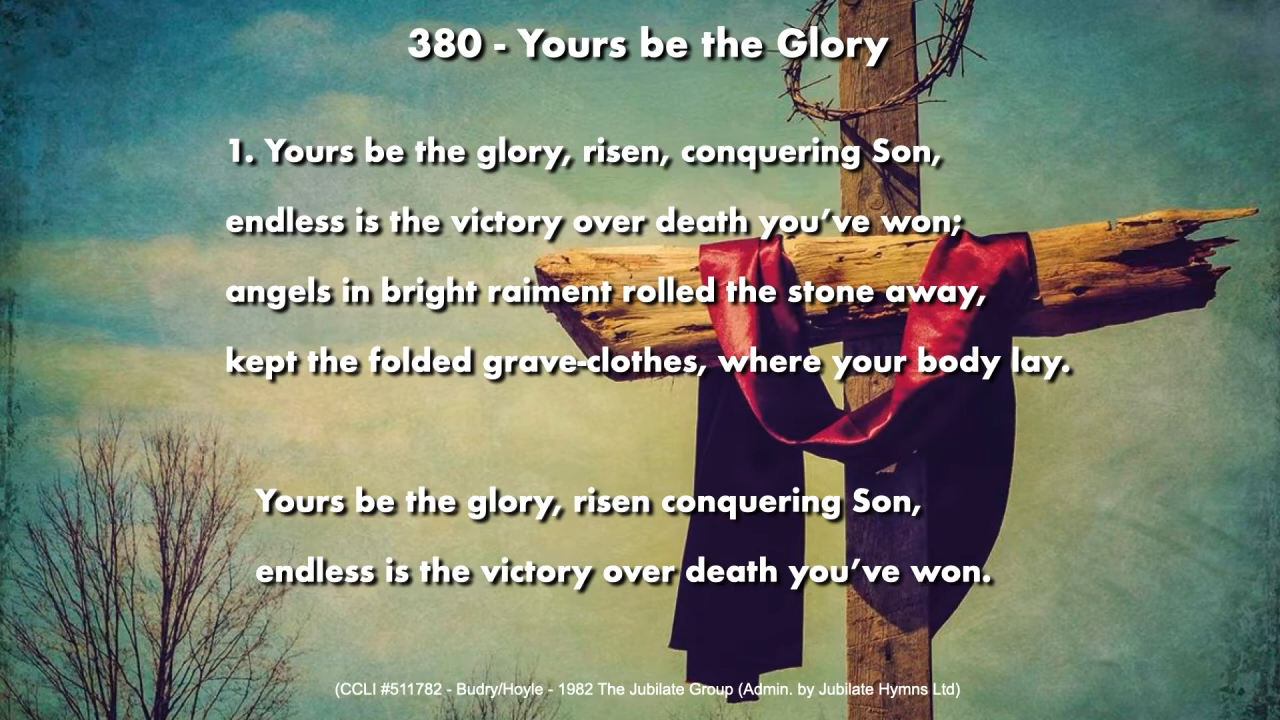 380 - Yours be the Glory
1. Yours be the glory, risen, conquering Son,
endless is the victory over death you’ve won;
angels in bright raiment rolled the stone away,
kept the folded grave-clothes, where your body lay.
Yours be the glory, risen conquering Son,
endless is the victory over death you’ve won.
(CCLI #511782 - Budry/Hoyle - 1982 The Jubilate Group (Admin. by Jubilate Hymns Ltd)